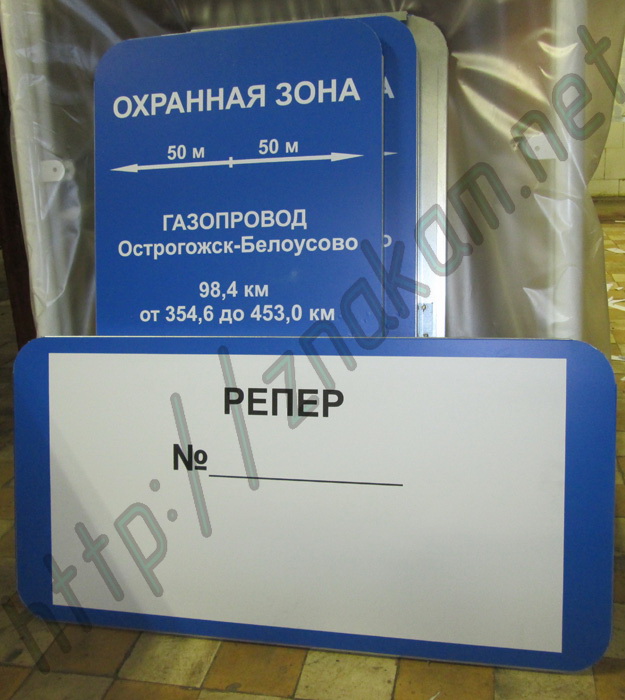 ОХРАННАЯ ЗОНА
50 м 50 м
ГАЗОПРОВОД
Острогожск-Белоусово
98,4 км
от 354,6 до 453,0 км
А
РЕПЕР
№
http://znakam.net